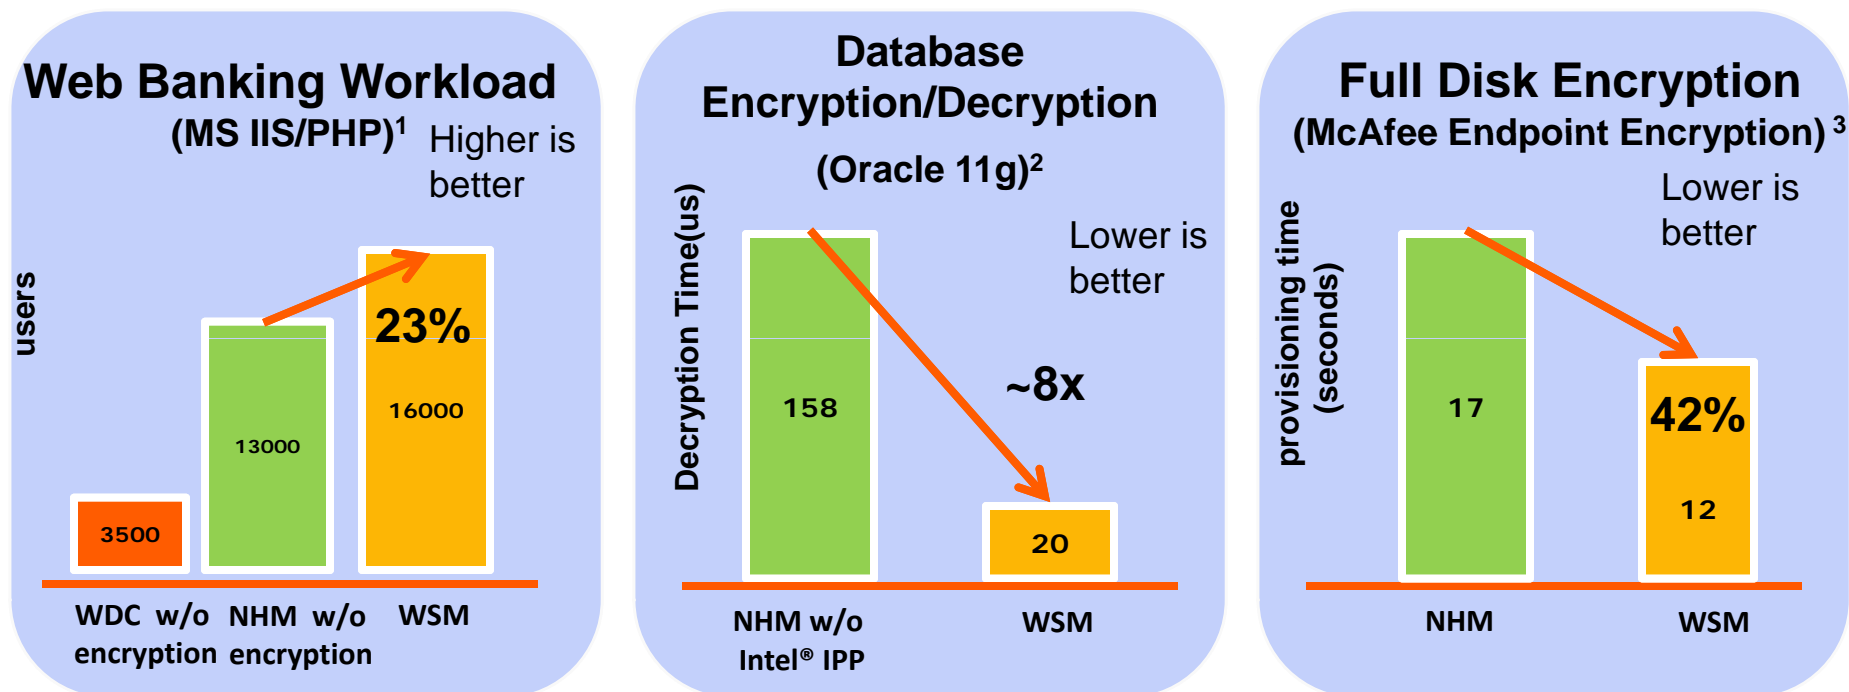 Web Banking Workload
(MS IIS/PHP)1
Higher is
better
users
23%
16000
13000
3500
WDC w/o
encryption
NHM w/o
encryption
WSM
Database
Encryption/Decryption
(Oracle 11g)2
Decryption Time(us)
Lower is
better
~8x
158
20
NHM w/o
Intel® IPP
WSM
Full Disk Encryption
(McAfee Endpoint Encryption) 3
Lower is
better
provisioning time
(seconds)
17
42%
12
NHM
WSM